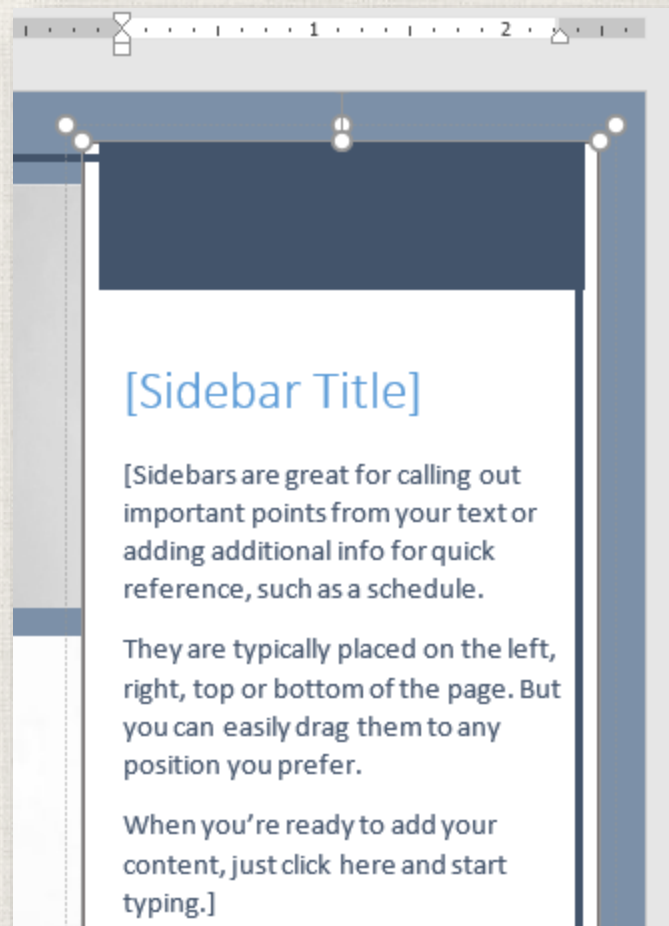 1 2
[Sidebar Title]
[Sidebars are great for calling out
important points from your text or
adding additional info for quick
reference, such as a schedule.
They are typically placed on the left,
right, top or bottom of the page. But
you can easily drag them to any
position you prefer.
When you’re ready to add your
content, just click here and start
typing.]